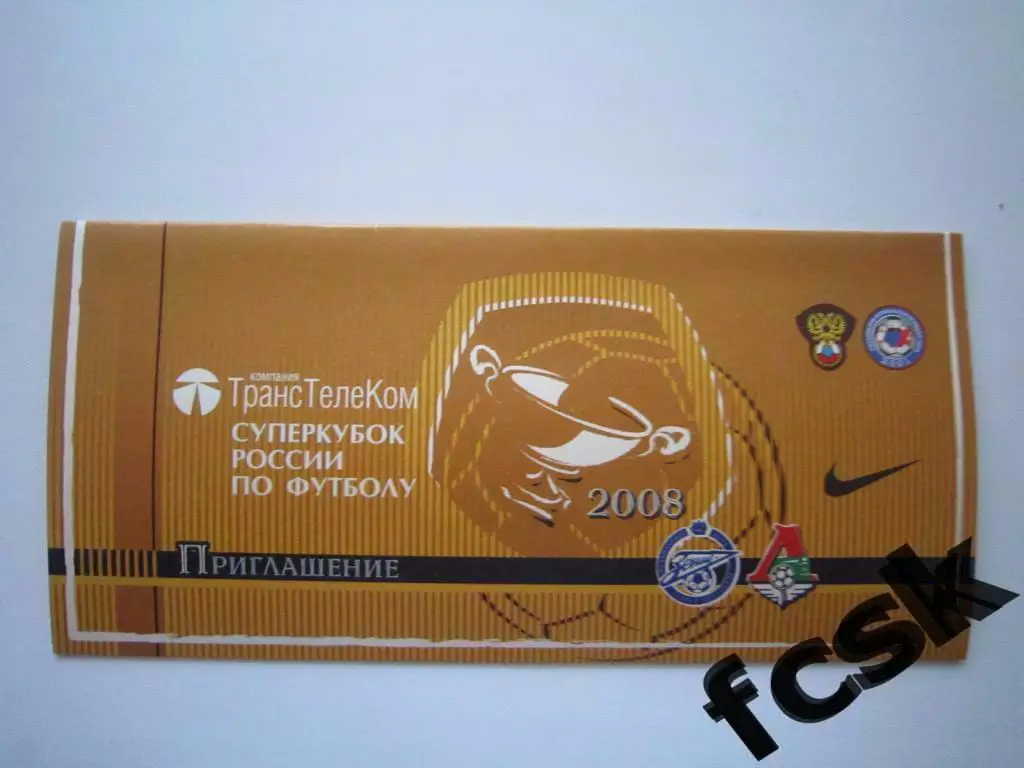 компания
ТрансТелеКом
СУПЕРКУБОК
РОССИИ
ПО ФУТБОЛУ
2008
ПРИГЛАШЕНИЕ
fcsk